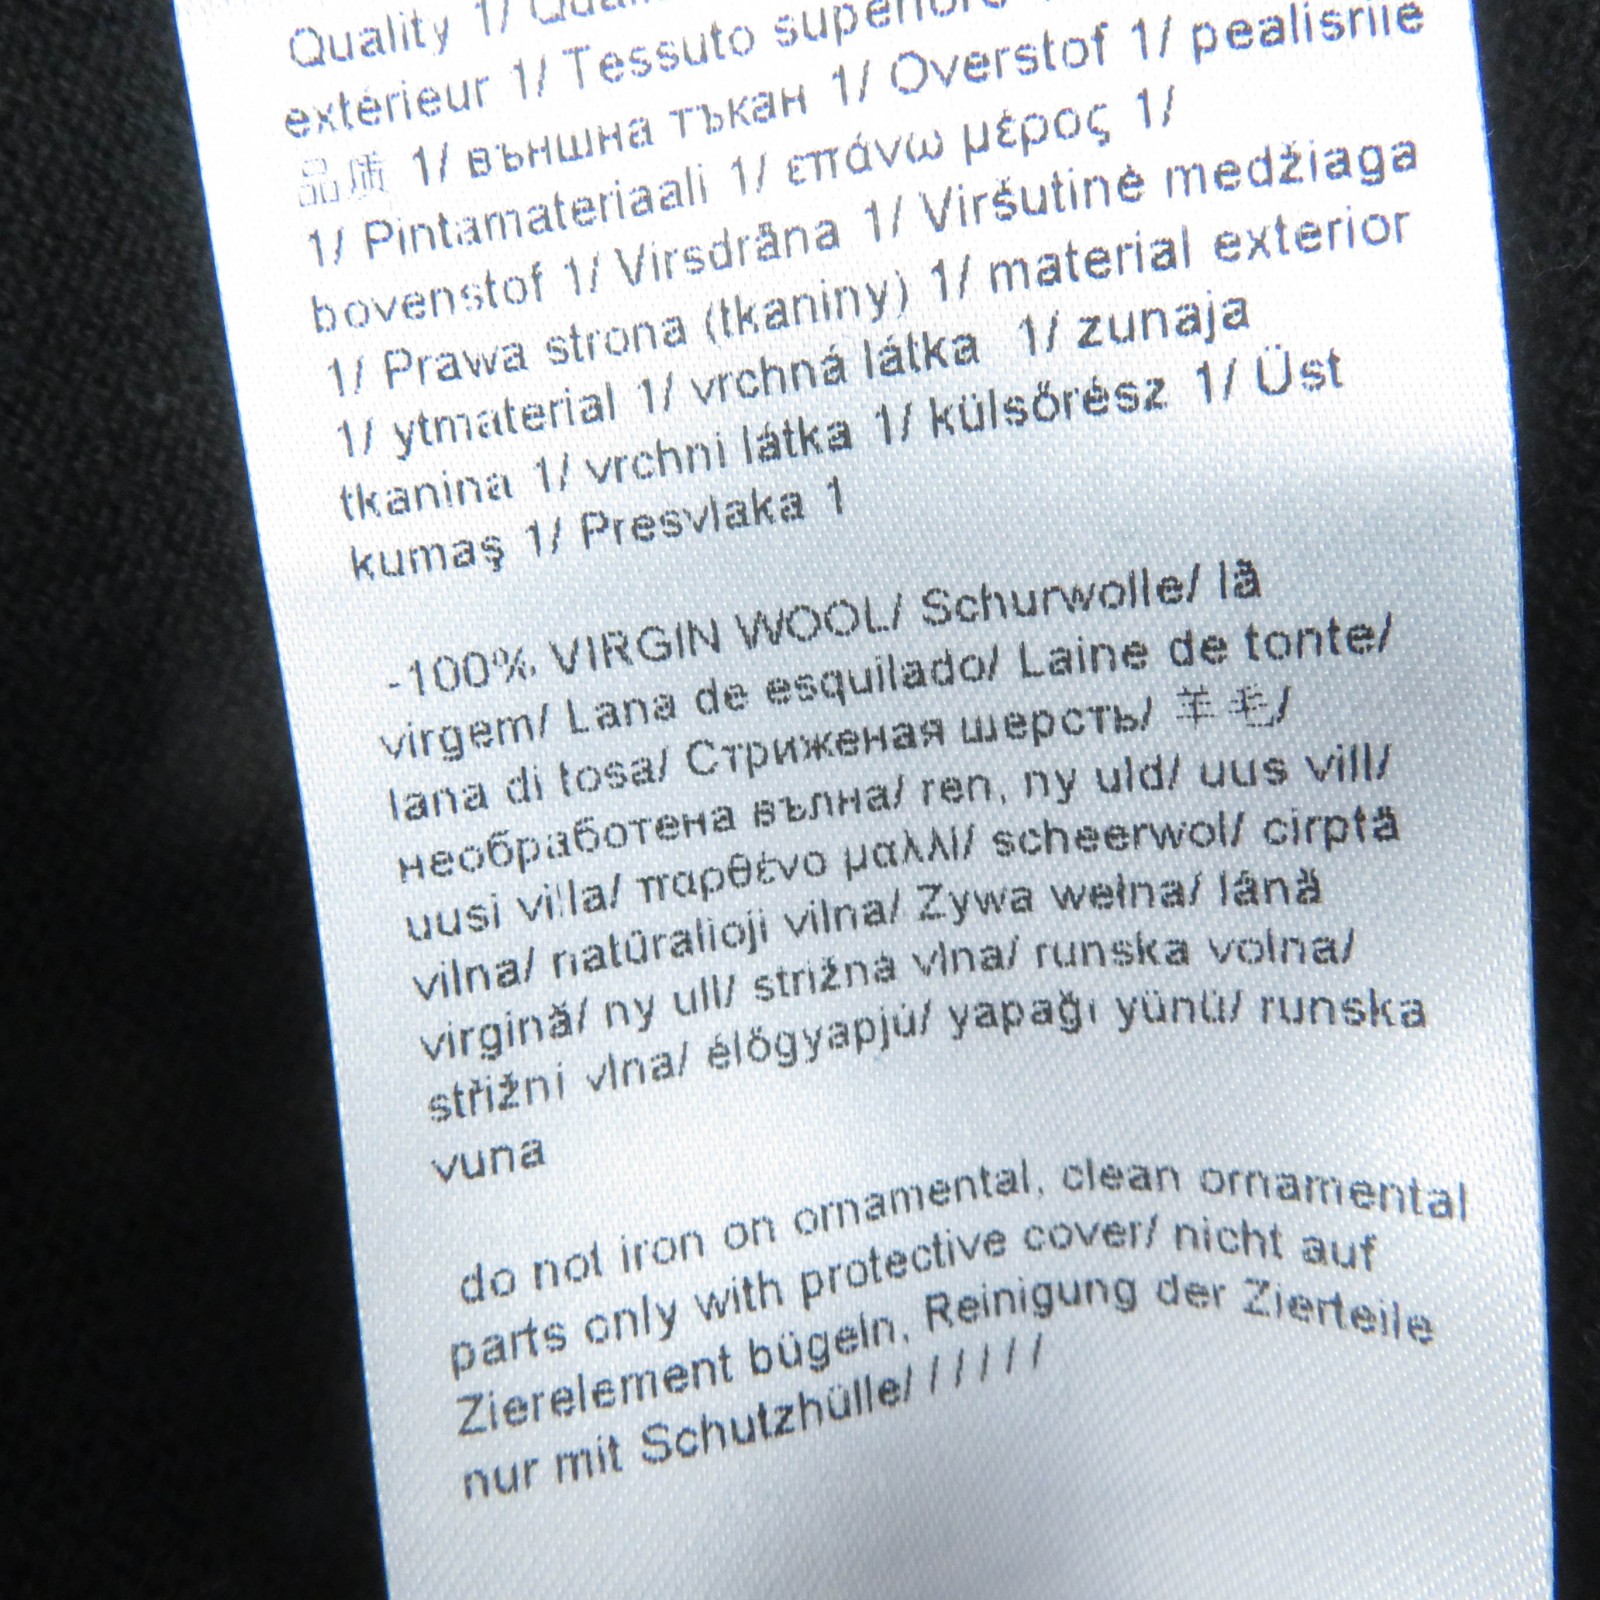 Quality 1/
extérieur 1/ Tessuto superiore
品质 1/ външна тъкан 1/ Overstof 1/ pealisriie
1/ Pintamateriaali 1/ επάνω μέρος 1/
bovenstof 1/ Virsdrāna 1/ Viršutinė medžiaga
1/ Prawa strona (tkaniny) 1/ material exterior
1/ ytmaterial 1/ vrchná látka 1/ zunaja
tkanina 1/ vrchní látka 1/ külsőrész 1/ Üst
kumaş 1/ Presvlaka 1
-100% VIRGIN WOOL/ Schurwolle/ lã
virgem/ Lana de esquilado/ Laine de tonte/
lana di tosa/ Стриженая шерсть/ 羊毛/
необработена вълна/ ren, ny uld/ uus vill/
uusi villa/ παρθένο μαλλί/ scheerwol/ cirptā
vilna/ natūralioji vilna/ Żywa wełna/ lână
virgină/ ny ull/ strižná vlna/ runska volna/
střižní vlna/ élőgyapjú/ yapağı yünü/ runska
vuna
do not iron on ornamental, clean ornamental
parts only with protective cover/ nicht auf
Zierelement bügeln, Reinigung der Zierteile
nur mit Schutzhülle/ / / / / / /